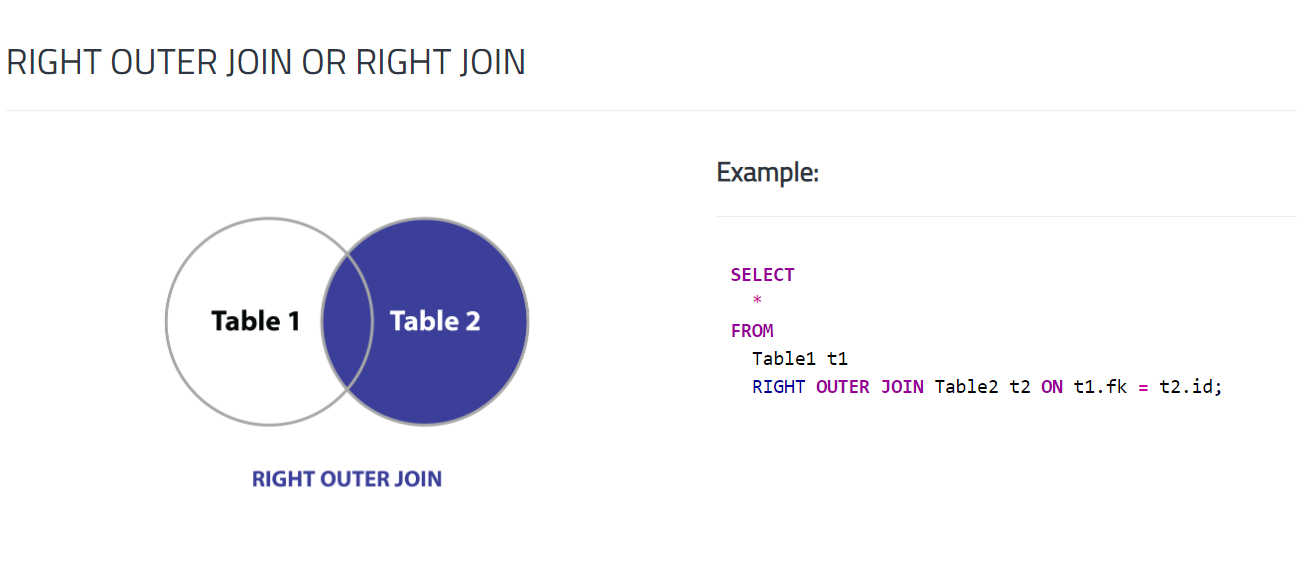 RIGHT OUTER JOIN OR RIGHT JOIN
Table 1
Table 2
RIGHT OUTER JOIN
Example:
SELECT
*
FROM
Table1 t1
RIGHT OUTER JOIN Table2 t2 ON t1.fk = t2.id;